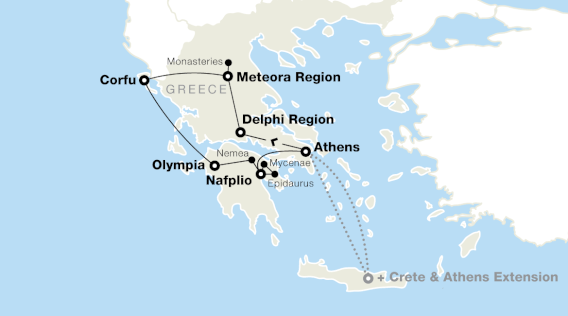 Monasteries
Corfu
Meteora Region
GREECE
Delphi Region
Athens
Nemea
Olympia
Mycenae
Nafplio
Epidaurus
+ Crete & Athens Extension